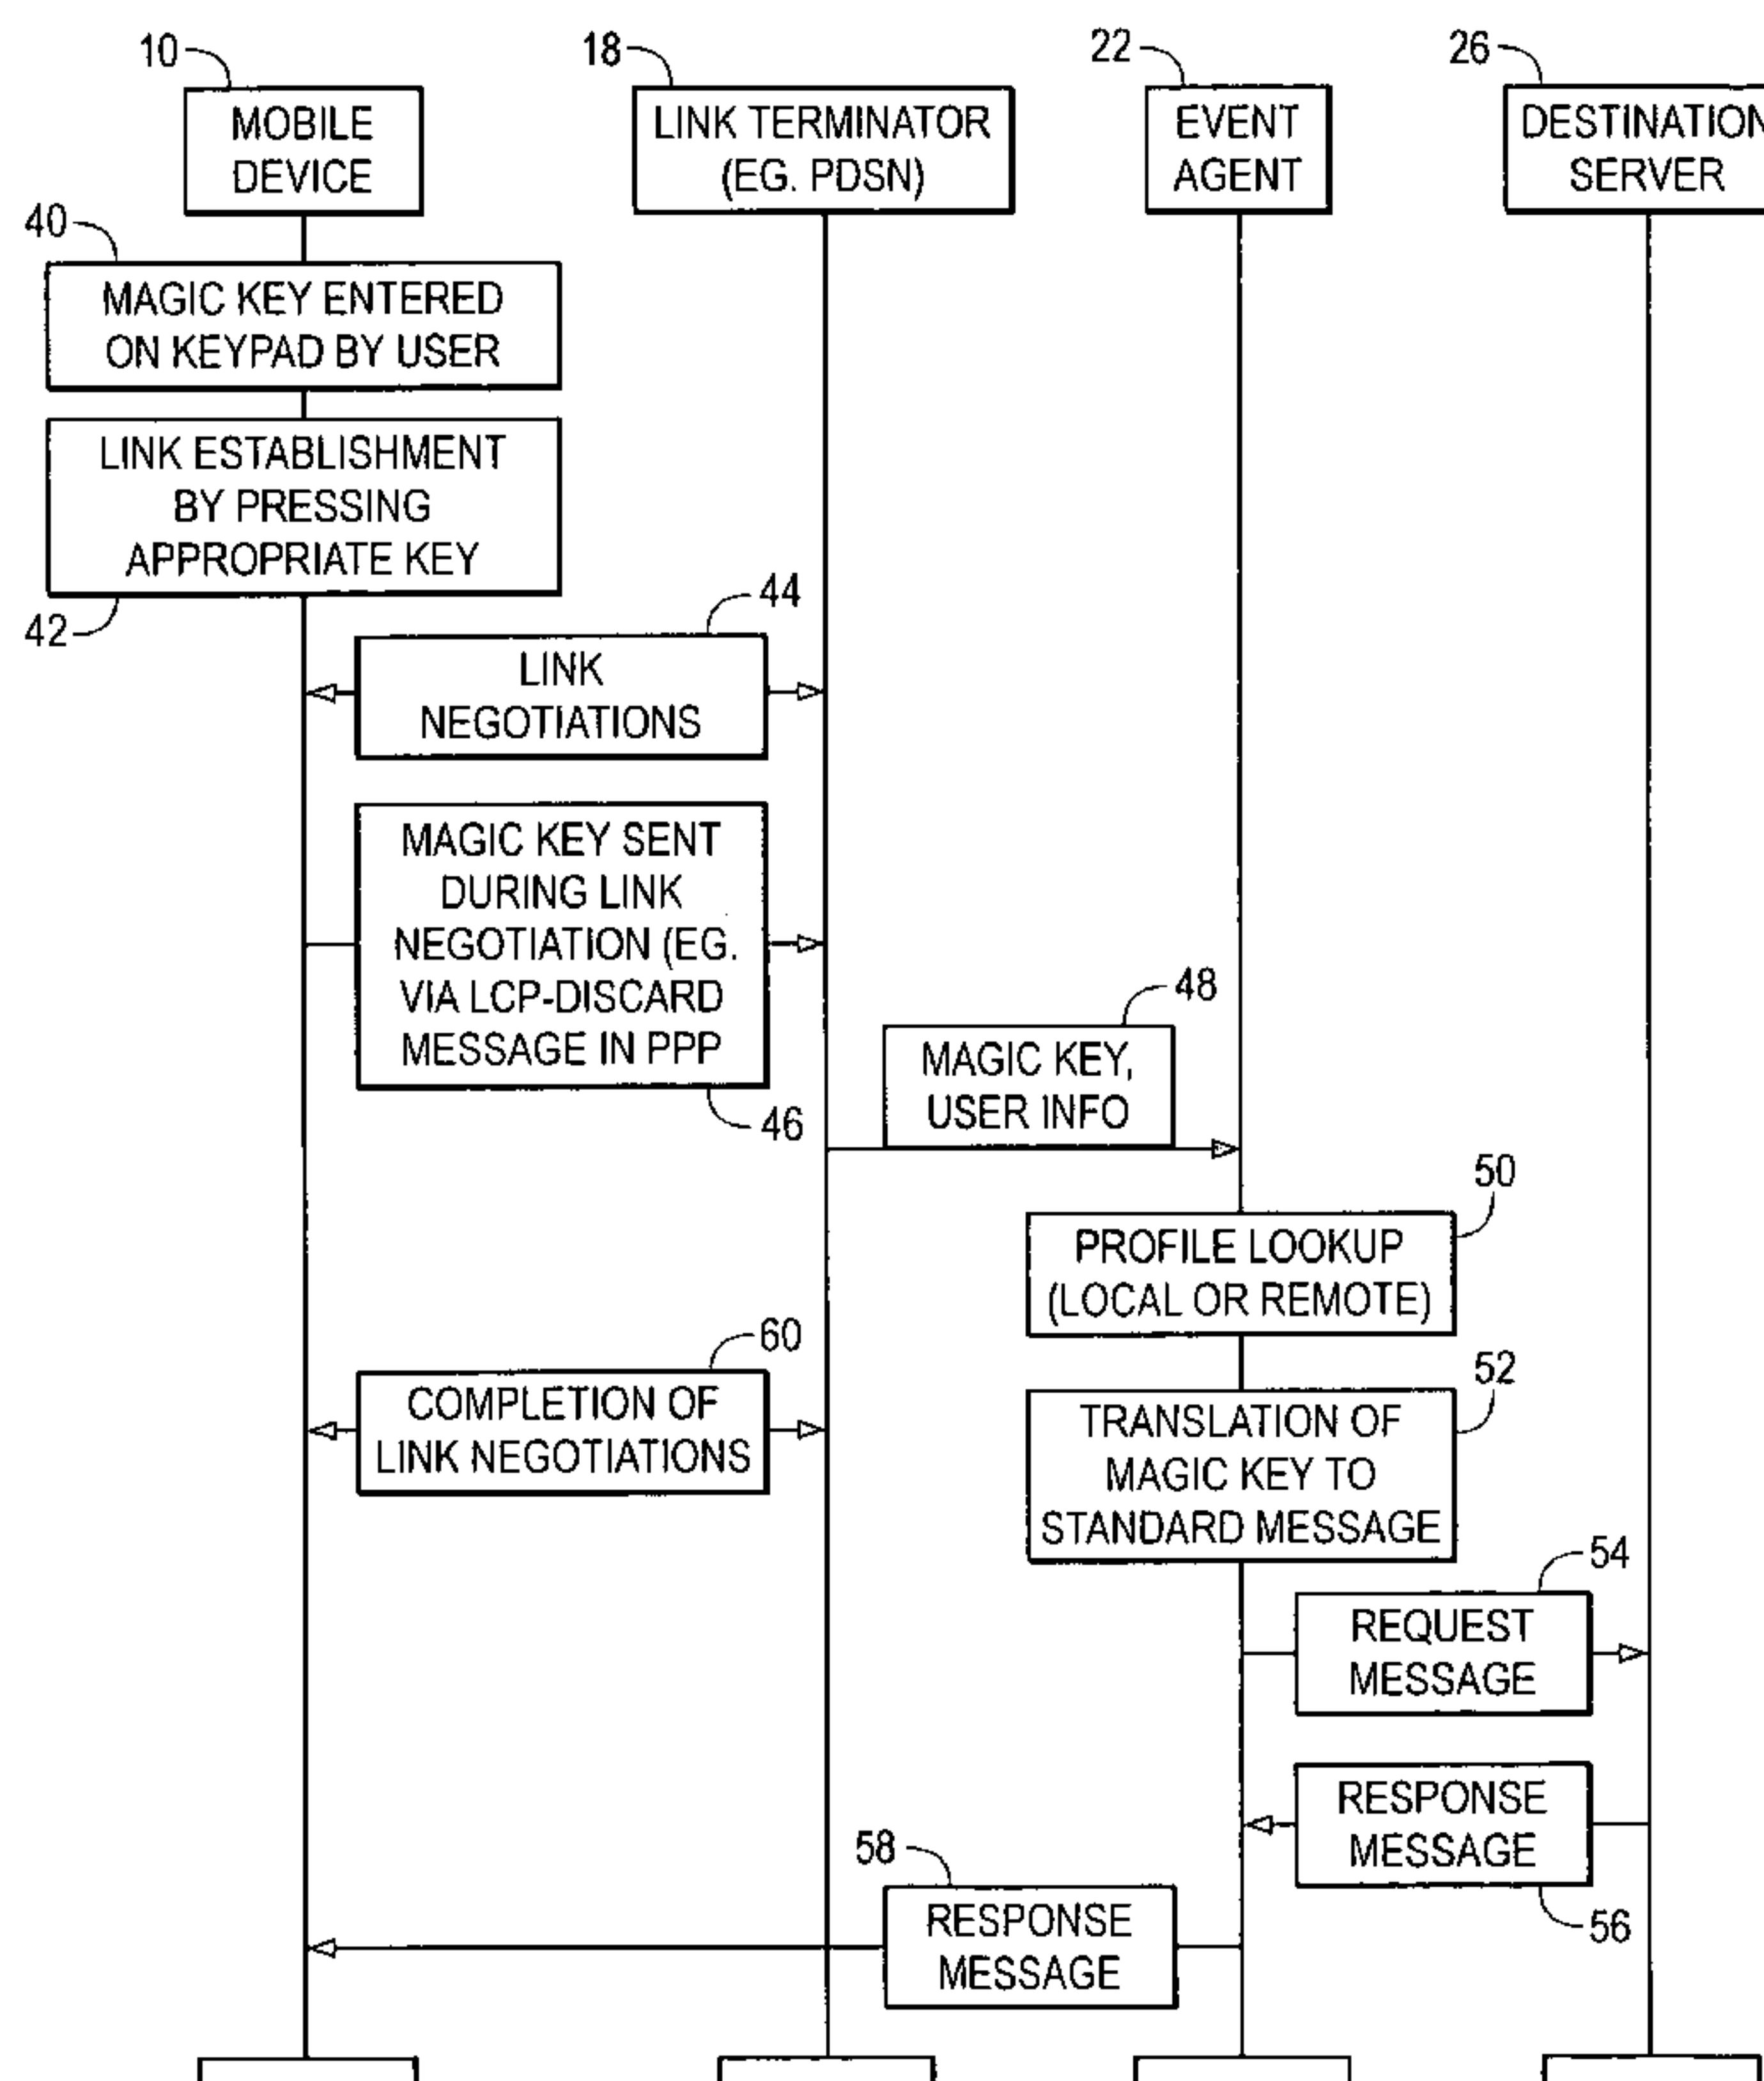 10
18
22
26
MOBILE
DEVICE
LINK TERMINATOR
(EG. PDSN)
EVENT
AGENT
DESTINATION
SERVER
40
MAGIC KEY ENTERED
ON KEYPAD BY USER
LINK ESTABLISHMENT
BY PRESSING
APPROPRIATE KEY
42
44
LINK
NEGOTIATIONS
MAGIC KEY SENT
DURING LINK
NEGOTIATION (EG.
VIA LCP-DISCARD
MESSAGE IN PPP
46
48
MAGIC KEY,
USER INFO
50
PROFILE LOOKUP
(LOCAL OR REMOTE)
60
COMPLETION OF
LINK NEGOTIATIONS
52
TRANSLATION OF
MAGIC KEY TO
STANDARD MESSAGE
54
REQUEST
MESSAGE
RESPONSE
MESSAGE
56
58
RESPONSE
MESSAGE